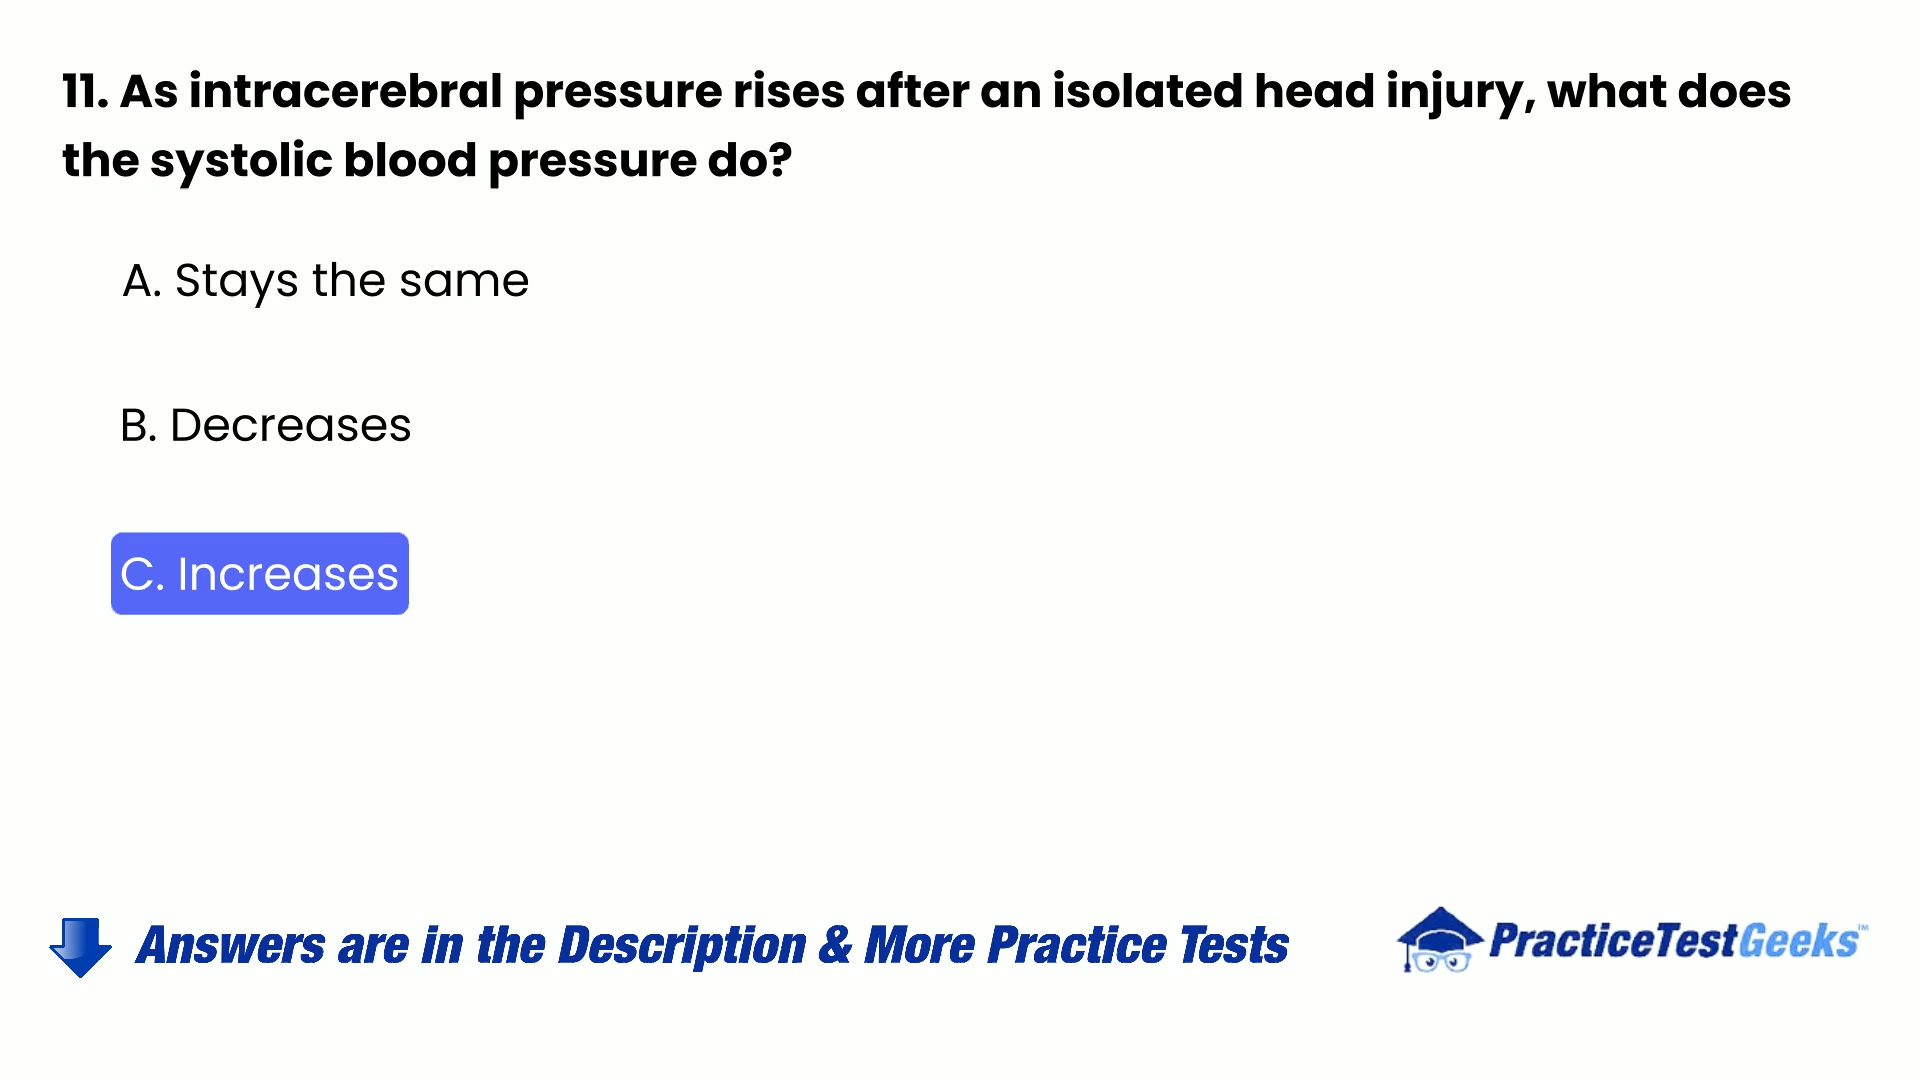 11. As intracerebral pressure rises after an isolated head injury, what does
the systolic blood pressure do?
A. Stays the same
B. Decreases
C. Increases
Answers are in the Description & More Practice Tests
PracticeTestGeeks™